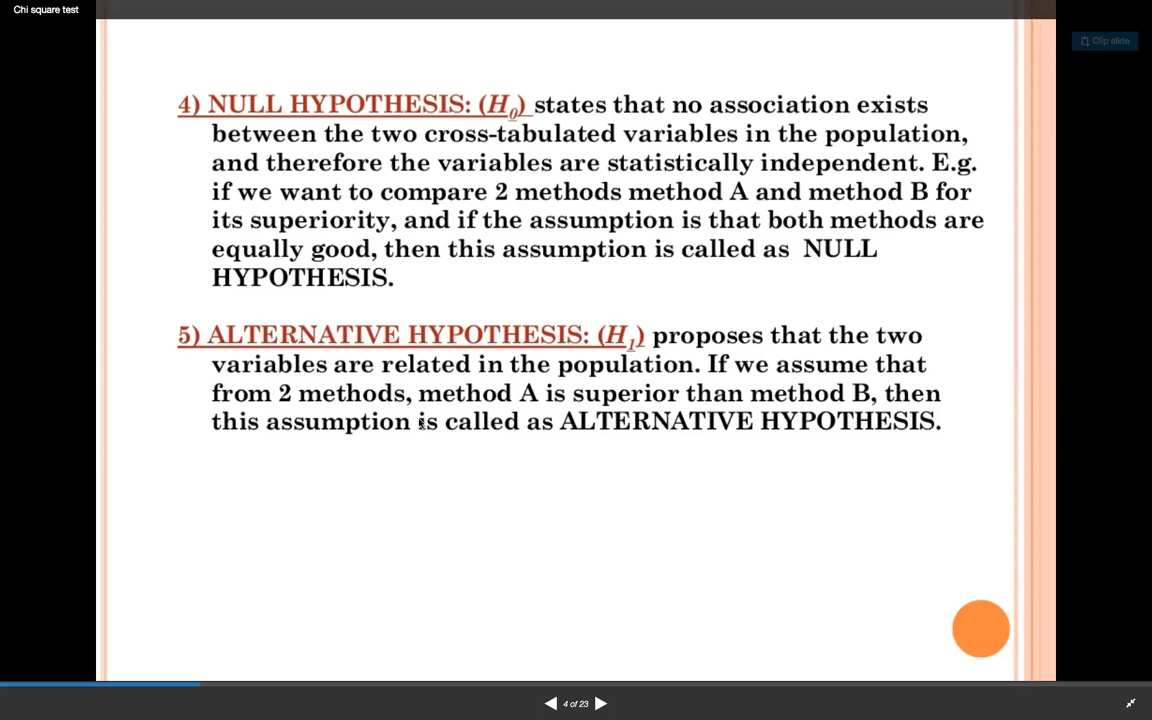 Chi square test
Clip slide
4) NULL HYPOTHESIS: (H0) states that no association exists
between the two cross-tabulated variables in the population,
and therefore the variables are statistically independent. E.g.
if we want to compare 2 methods method A and method B for
its superiority, and if the assumption is that both methods are
equally good, then this assumption is called as NULL
HYPOTHESIS.
5) ALTERNATIVE HYPOTHESIS: (H1) proposes that the two
variables are related in the population. If we assume that
from 2 methods, method A is superior than method B, then
this assumption is called as ALTERNATIVE HYPOTHESIS.
4 of 23